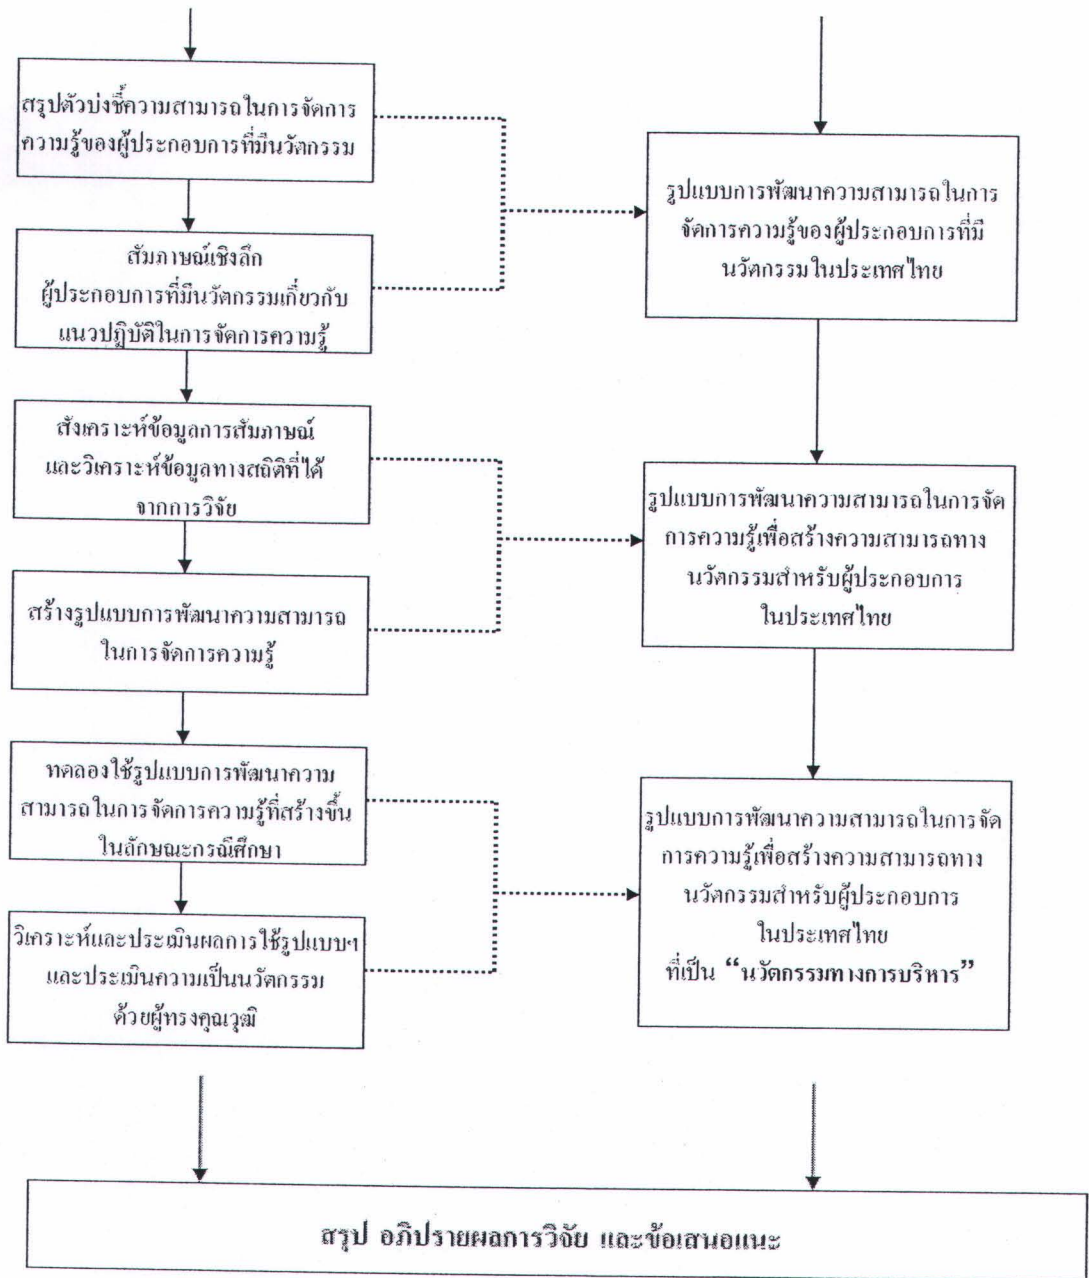 สรุปตัวบ่งชี้ความสามารถในการจัดการ
ความรู้ของผู้ประกอบการที่มีนวัตกรรม
สัมภาษณ์เชิงลึก
ผู้ประกอบการที่มีนวัตกรรมเกี่ยวกับ
แนวปฏิบัติในการจัดการความรู้
รูปแบบการพัฒนาความสามารถในการ
จัดการความรู้ของผู้ประกอบการที่มี
นวัตกรรมในประเทศไทย
สังเคราะห์ข้อมูลการสัมภาษณ์
และวิเคราะห์ข้อมูลทางสถิติที่ได้
จากการวิจัย
สร้างรูปแบบการพัฒนาความสามารถ
ในการจัดการความรู้
รูปแบบการพัฒนาความสามารถในการจัด
การความรู้เพื่อสร้างความสามารถทาง
นวัตกรรมสำหรับผู้ประกอบการ
ในประเทศไทย
ทดลองใช้รูปแบบการพัฒนาความ
สามารถในการจัดการความรู้ที่สร้างขึ้น
ในลักษณะกรณีศึกษา
วิเคราะห์และประเมินผลการใช้รูปแบบฯ
และประเมินความเป็นนวัตกรรม
ด้วยผู้ทรงคุณวุฒิ
รูปแบบการพัฒนาความสามารถในการจัด
การความรู้เพื่อสร้างความสามารถทาง
นวัตกรรมสำหรับผู้ประกอบการ
ในประเทศไทย
ที่เป็น “นวัตกรรมทางการบริหาร”
สรุป อภิปรายผลการวิจัย และข้อเสนอแนะ